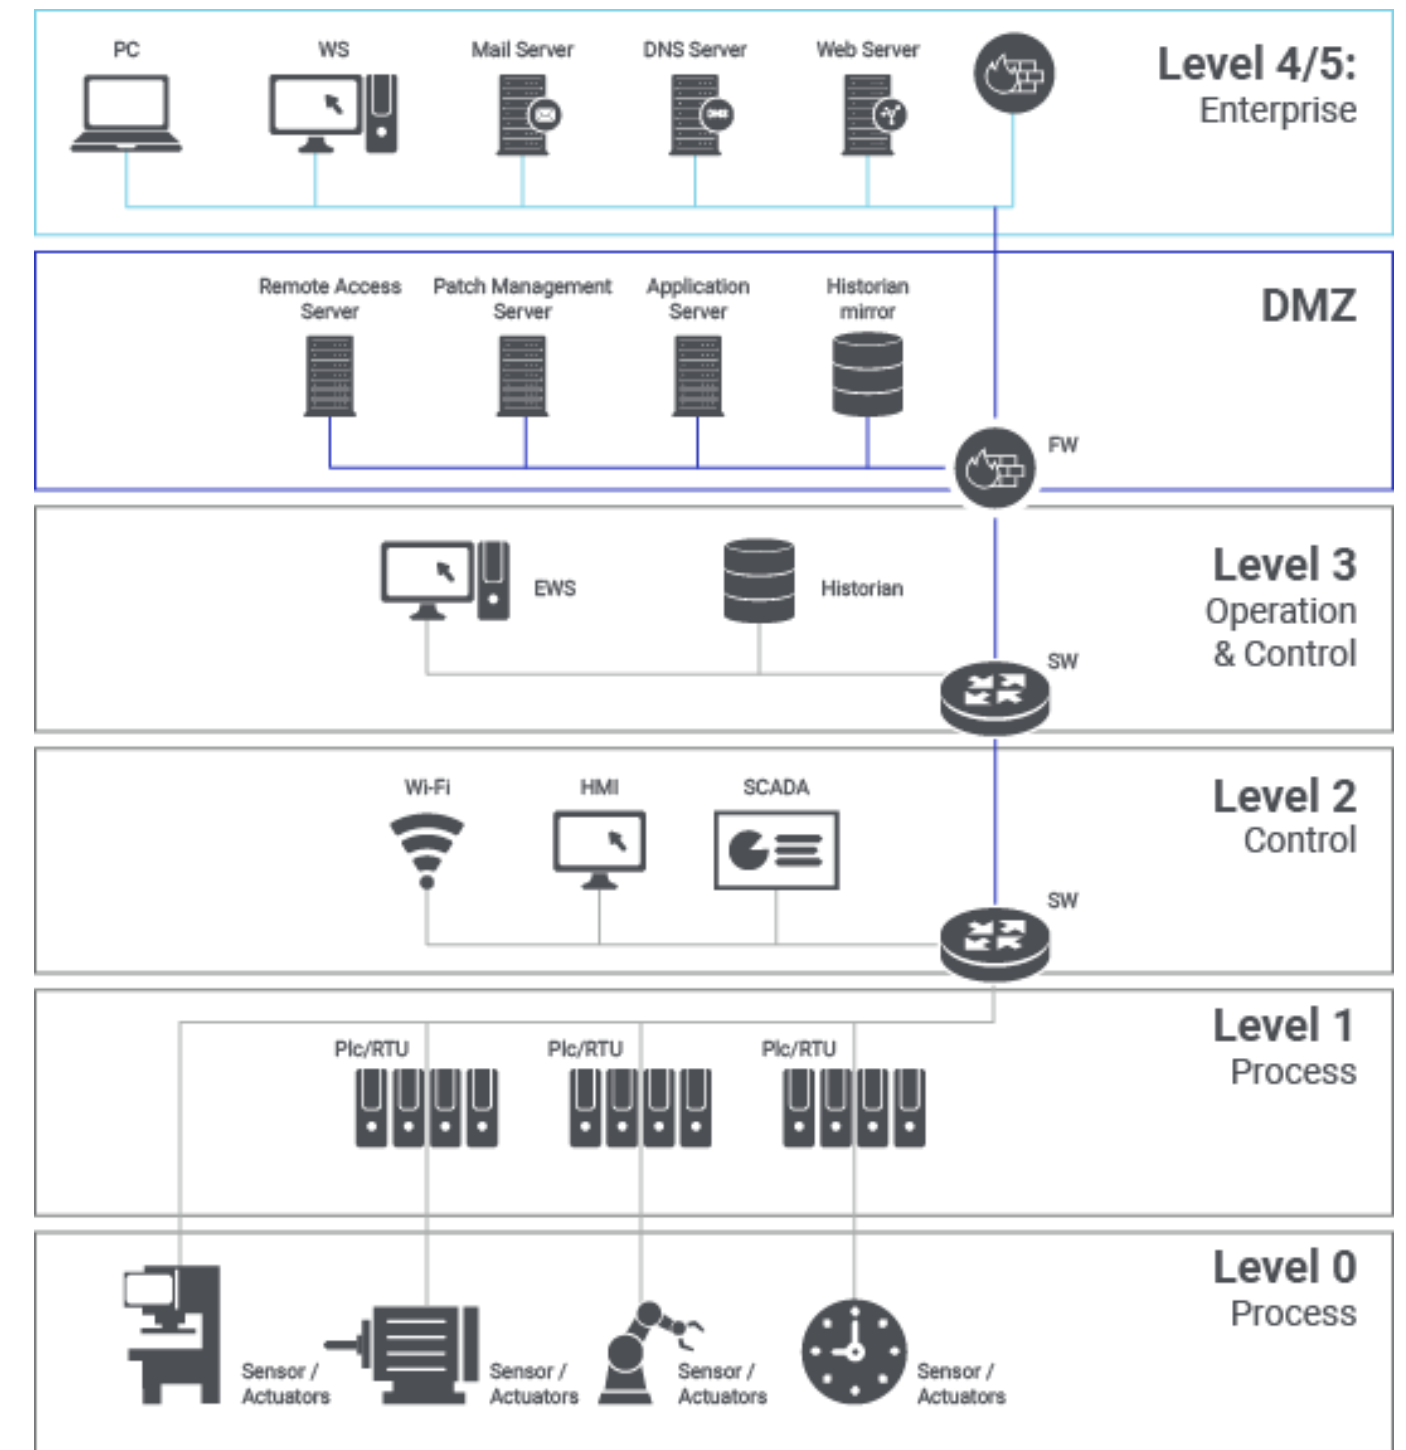 PC
WS
Mail Server
DNS Server
Web Server
Level 4/5:
Enterprise
Remote Access
Server
Patch Management
Server
Application
Server
Historian
mirror
DMZ
FW
EWS
Historian
Level 3
Operation
& Control
SW
Wi-Fi
HMI
SCADA
Level 2
Control
SW
Plc/RTU
Plc/RTU
Plc/RTU
Level 1
Process
Level 0
Process
Sensor /
Actuators
Sensor /
Actuators
Sensor /
Actuators
Sensor /
Actuators